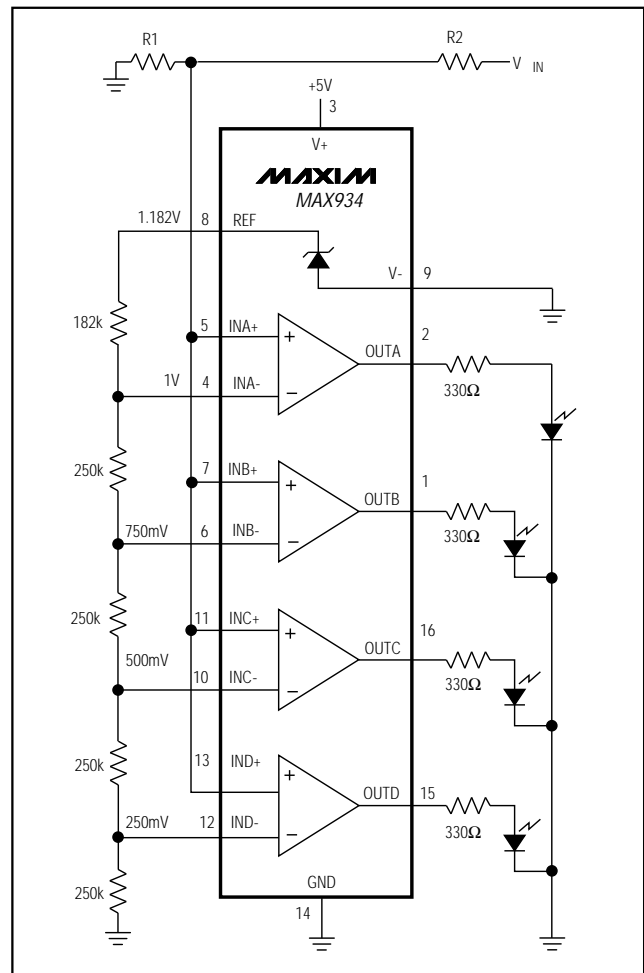 R1
R2
V IN
+5V
3
V+
MAXIM
MAX934
1.182V
8
REF
V-
9
182k
5
INA+
2
OUTA
330Ω
1V
4
INA-
250k
7
INB+
1
OUTB
330Ω
750mV
6
INB-
250k
11
INC+
16
OUTC
330Ω
500mV
10
INC-
250k
13
IND+
15
OUTD
330Ω
250mV
12
IND-
250k
GND
14